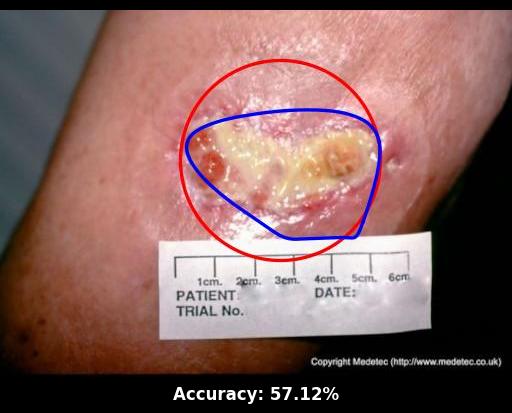 1cm. 2cm. 3cm. 4cm. 5cm. 6cm.
PATIENT: DATE:
TRIAL No.
Copyright Medetec (http://www.medetec.co.uk)
Accuracy: 57.12%